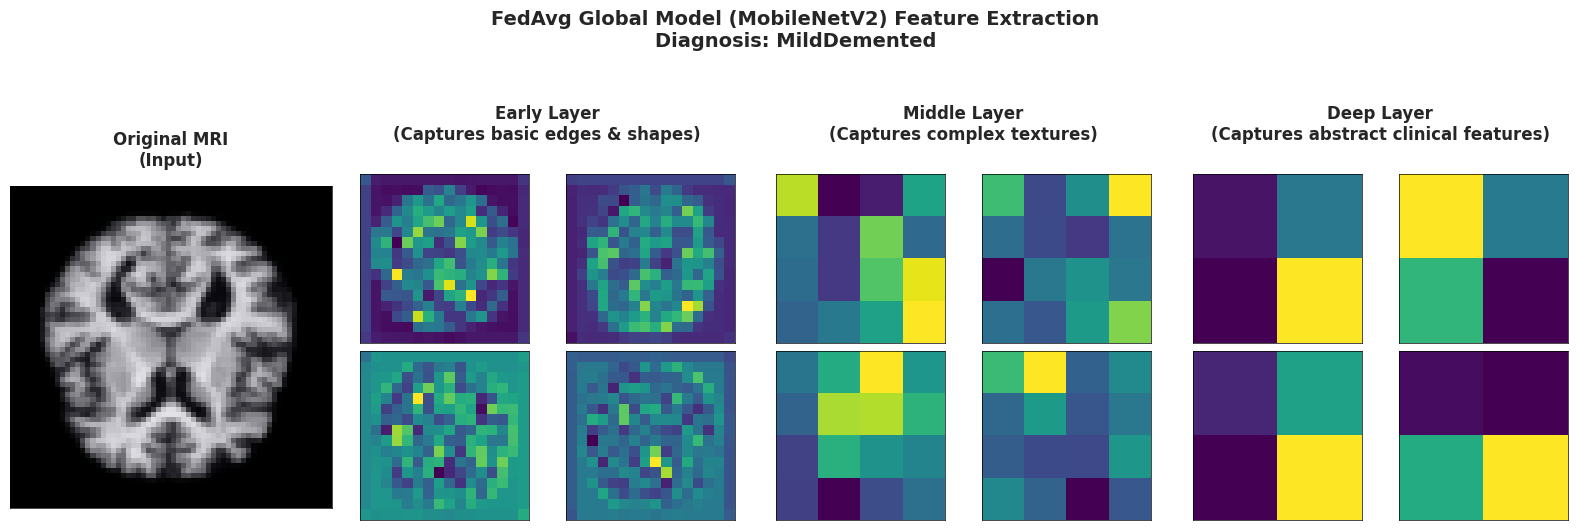 FedAvg Global Model (MobileNetV2) Feature Extraction
Diagnosis: MildDemented
Original MRI
(Input)
Early Layer
(Captures basic edges & shapes)
Middle Layer
(Captures complex textures)
Deep Layer
(Captures abstract clinical features)